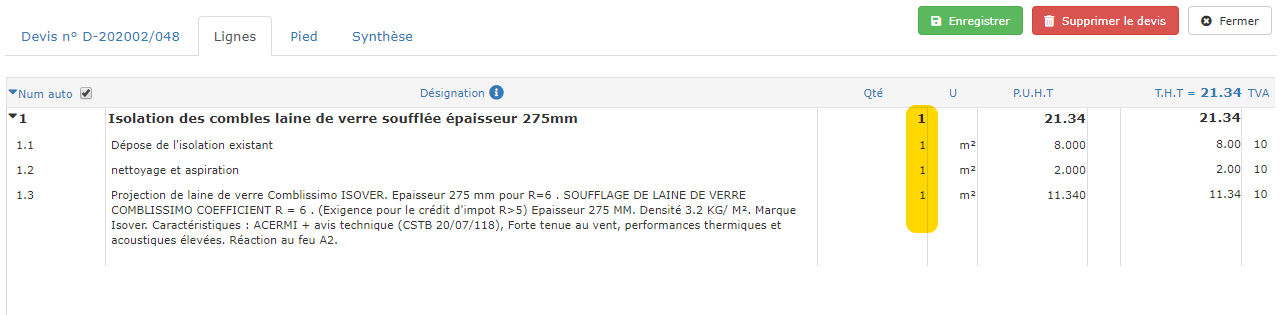 Enregistrer Supprimer le devis Fermer
Devis n° D-202002/048 Lignes Pied Synthèse
Num auto Désignation Qté U P.U.H.T T.H.T = 21.34 TVA
1 Isolation des combles laine de verre soufflée épaisseur 275mm 1 21.34 21.34
1.1 Dépose de l'isolation existant 1 m² 8.000 8.00 10
1.2 nettoyage et aspiration 1 m² 2.000 2.00 10
1.3 Projection de laine de verre Comblissimo ISOVER. Epaisseur 275 mm pour R=6 . SOUFFLAGE DE LAINE DE VERRE 1 m² 11.340 11.34 10
COMBLISSIMO COEFFICIENT R = 6 . (Exigence pour le crédit d'impot R>5) Epaisseur 275 MM. Densité 3.2 KG/ M². Marque
Isover. Caractéristiques : ACERMI + avis technique (CSTB 20/07/118), Forte tenue au vent, performances thermiques et
acoustiques élevées. Réaction au feu A2.